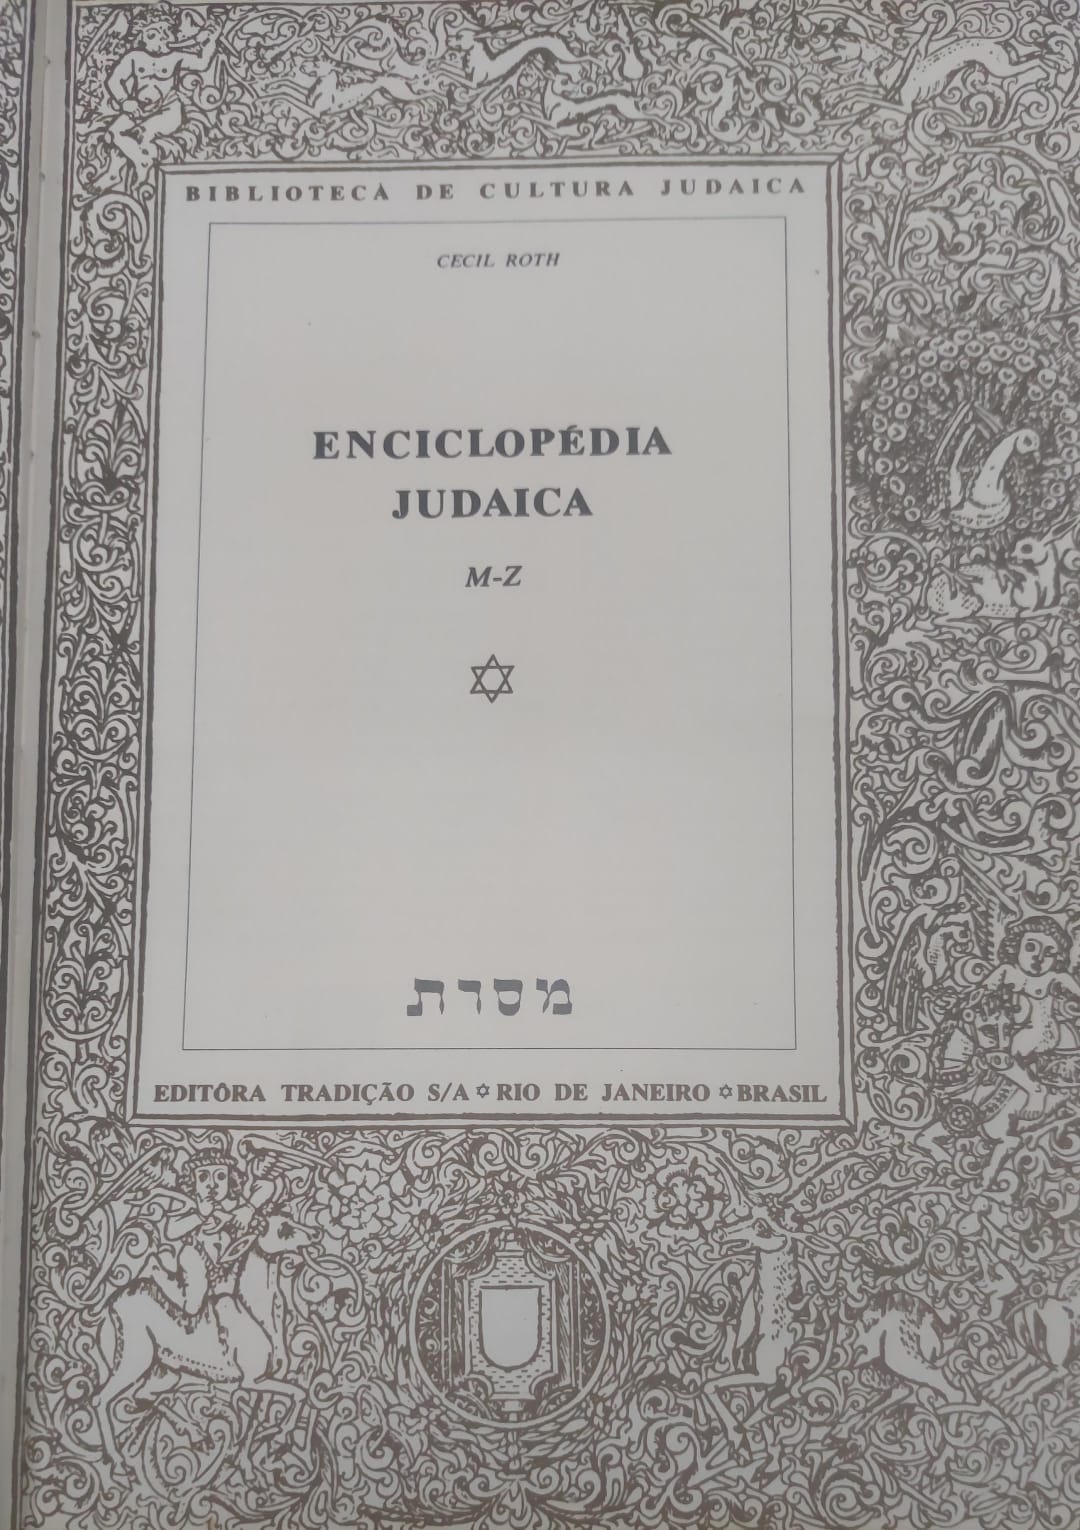 BIBLIOTECA DE CULTURA JUDAICA
CECIL ROTH
ENCICLOPÉDIA
JUDAICA
M-Z
מסרת
EDITÔRA TRADIÇÃO S/A ✡ RIO DE JANEIRO ✡ BRASIL